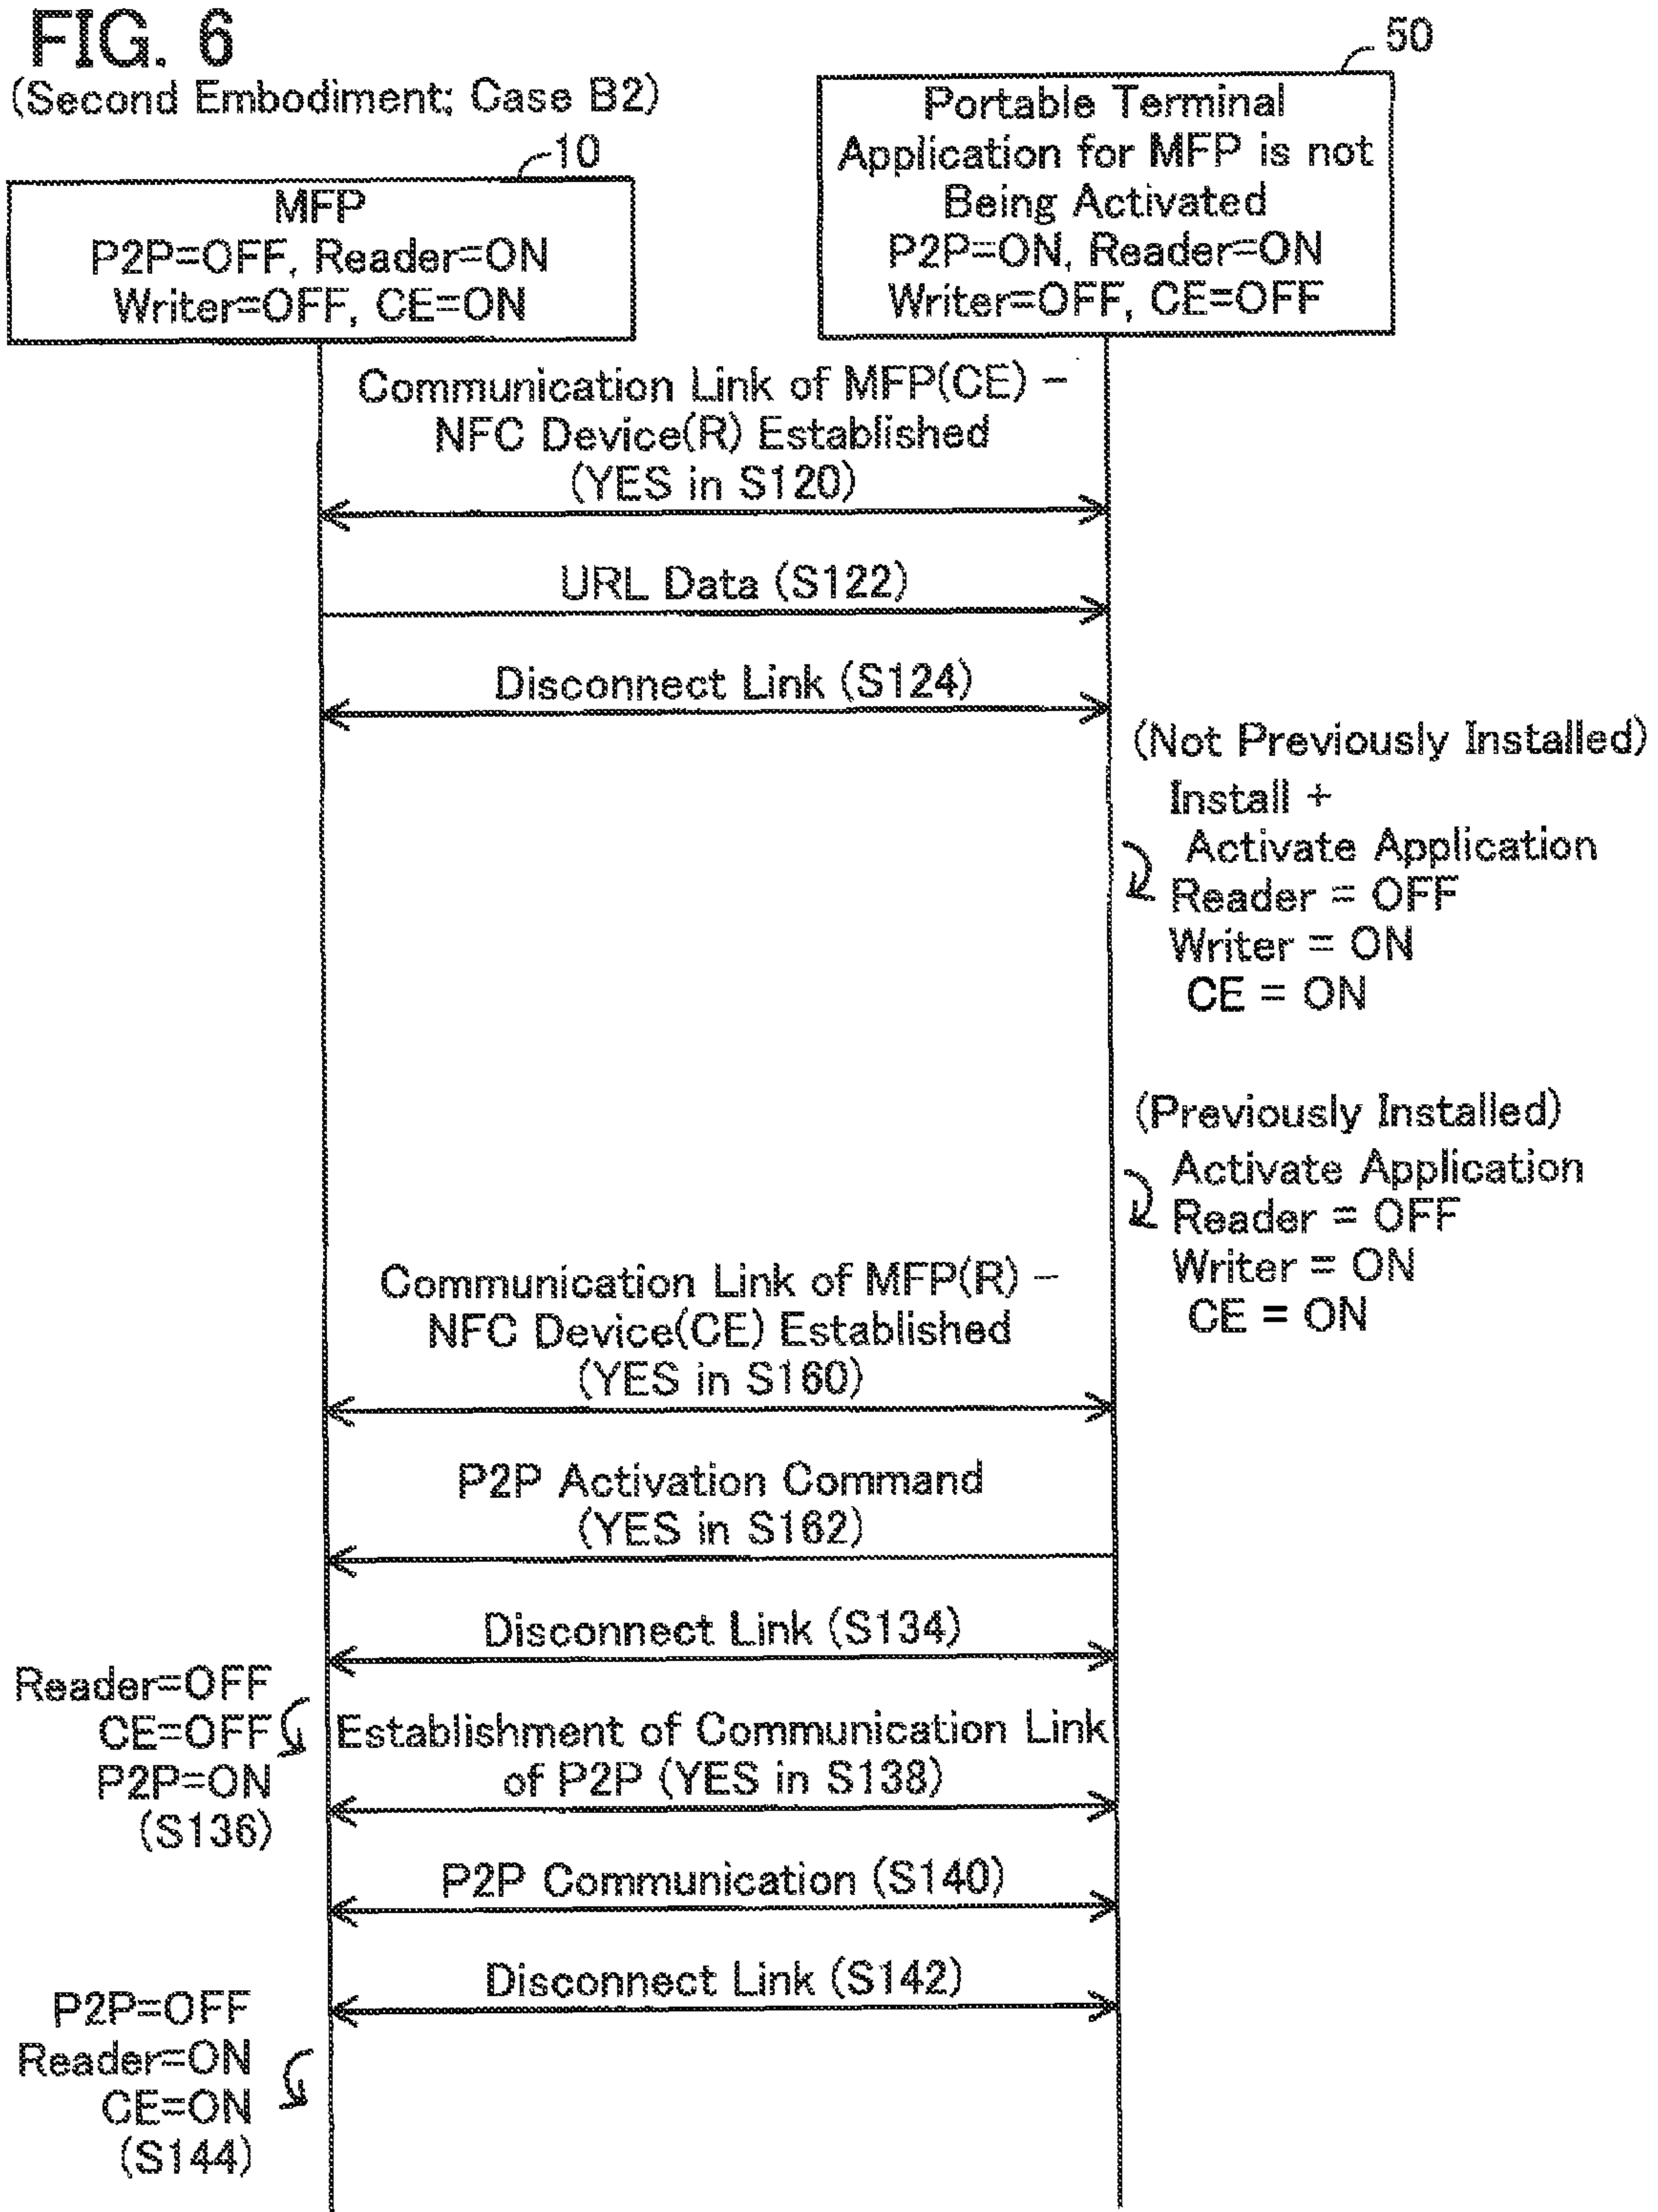 FIG. 6
(Second Embodiment; Case B2)
10
MFP
P2P=OFF, Reader=ON
Writer=OFF, CE=ON
50
Portable Terminal
Application for MFP is not
Being Activated
P2P=ON, Reader=ON
Writer=OFF, CE=OFF
Communication Link of MFP(CE) −
NFC Device(R) Established
(YES in S120)
URL Data (S122)
Disconnect Link (S124)
(Not Previously Installed)
Install +
Activate Application
Reader = OFF
Writer = ON
CE = ON
(Previously Installed)
Activate Application
Reader = OFF
Writer = ON
CE = ON
Communication Link of MFP(R) −
NFC Device(CE) Established
(YES in S160)
P2P Activation Command
(YES in S162)
Disconnect Link (S134)
Reader=OFF
CE=OFF
P2P=ON
(S136)
Establishment of Communication Link
of P2P (YES in S138)
P2P Communication (S140)
Disconnect Link (S142)
P2P=OFF
Reader=ON
CE=ON
(S144)